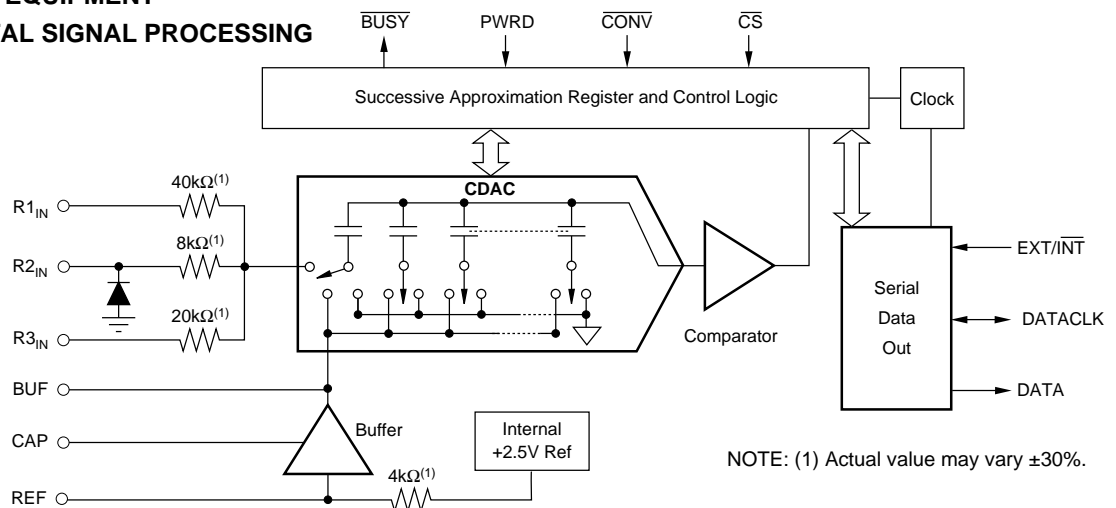 EQUIPMENT
TAL SIGNAL PROCESSING
BUSY PWRD CONV CS
Successive Approximation Register and Control Logic
Clock
CDAC
40kΩ(1)
R1IN
8kΩ(1)
R2IN
20kΩ(1)
R3IN
BUF
CAP
REF
Buffer
4kΩ(1)
Internal
+2.5V Ref
Comparator
Serial
Data
Out
EXT/INT
DATACLK
DATA
NOTE: (1) Actual value may vary ±30%.